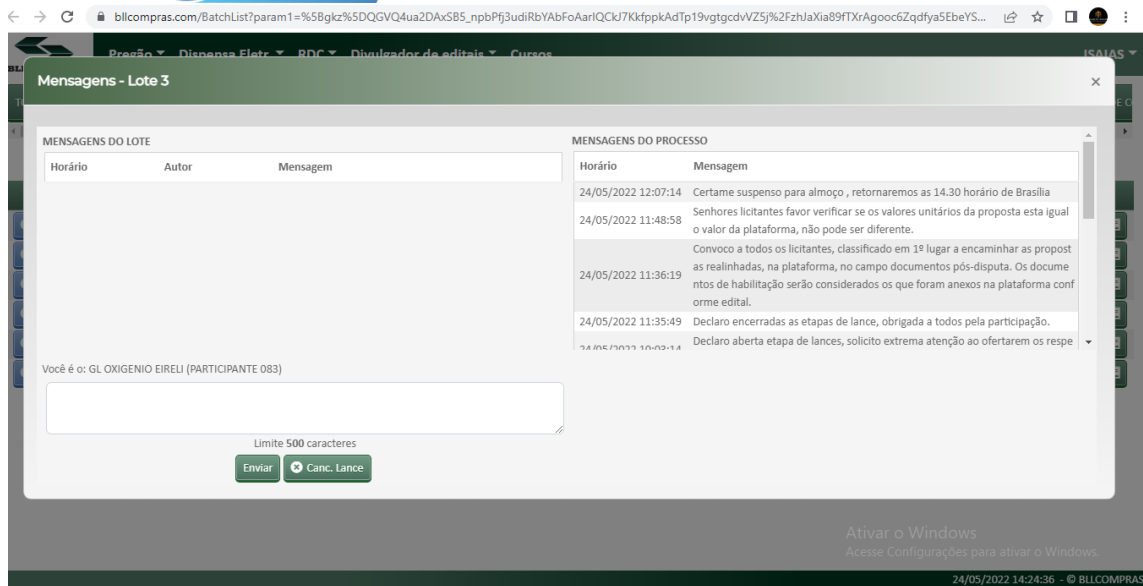 bllcompras.com/BatchList?param1=%5Bgkz%5DQGVQ4ua2DAxSB5_npbPfj3udiRbYAbFoAarIQCkJ7KkfppkAdTp19vgtgcdvVZ5j%2FzhJaXia89fTXrAgooc6Zqdfya5EbeYS...
Pregão Dispensa Eletr. RDC Divulgador de editais Cursos ISAIAS
Mensagens - Lote 3
MENSAGENS DO LOTE
Horário Autor Mensagem
MENSAGENS DO PROCESSO
Horário Mensagem
24/05/2022 12:07:14 Certame suspenso para almoço , retornaremos as 14.30 horário de Brasília
24/05/2022 11:48:58 Senhores licitantes favor verificar se os valores unitários da proposta esta igual
o valor da plataforma, não pode ser diferente.
24/05/2022 11:36:19 Convoco a todos os licitantes, classificado em 1º lugar a encaminhar as propost
as realinhadas, na plataforma, no campo documentos pós-disputa. Os docume
ntos de habilitação serão considerados os que foram anexos na plataforma conf
orme edital.
24/05/2022 11:35:49 Declaro encerradas as etapas de lance, obrigada a todos pela participação.
24/05/2022 10:03:14 Declaro aberta etapa de lances, solicito extrema atenção ao ofertarem os respe
Você é o: GL OXIGENIO EIRELI (PARTICIPANTE 083)
Limite 500 caracteres
Enviar Canc. Lance
Ativar o Windows
Acesse Configurações para ativar o Windows.
24/05/2022 14:24:36 - © BLLCOMPRAS